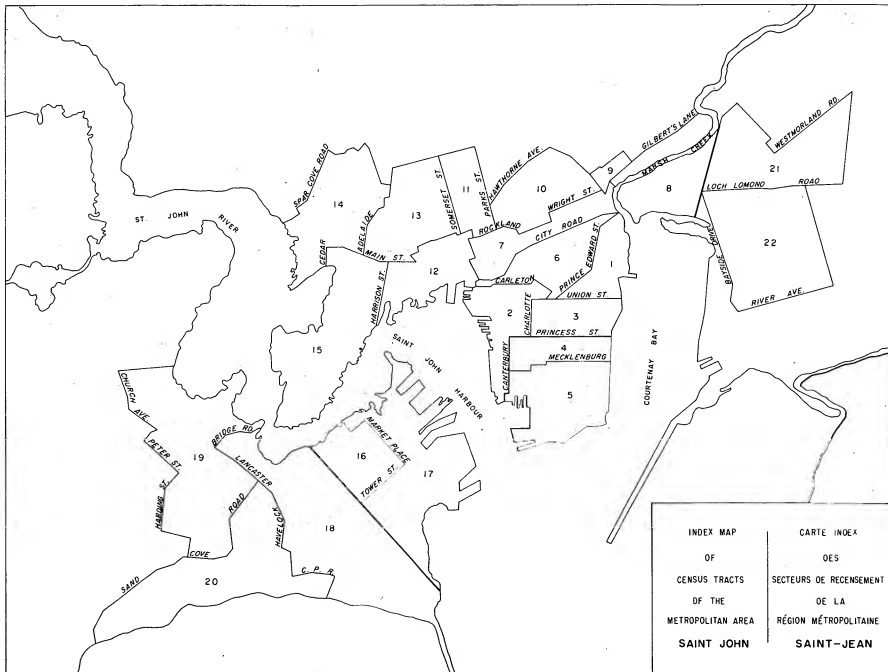 GILBERT'S LANE
WESTMORLAND RD.
SPAR COVE ROAD
HAWTHORNE AVE.
9
MARSH CREEK
21
SOMERSET ST
11
PARKS ST.
10
WRIGHT ST.
8
LOCH LOMOND ROAO
14
ADELAIDE
13
ST. JOHN RIVER
ROCKLAND
CITY ROAD
7
6
PRINCE EDWARD ST.
1
BAYSIDE DRIVE
22
CEDAR
MAIN ST.
12
HARRISON ST.
CARLETON
UNION ST.
RIVER AVE.
2
CHARLOTTE
3
PRINCESS ST.
SAINT JOHN HARBOUR
15
CANTERBURY
4
MECKLENBURG
COURTENAY BAY
5
CHURCH AVE.
PETER ST.
BRIDGE RD.
MARKET PLACE
19
LANCASTER
16
17
TOWER ST.
HARDING ST.
ROAD
HAVELOCK
18
COVE
C.P.R.
SAND
20
INDEX MAP
OF
CENSUS TRACTS
DF THE
METROPOLITAN AREA
SAINT JOHN
CARTE INOEX
OES
SECTEURS DE RECENSEMENT
OE LA
RÉGION MÉTROPOLITAINE
SAINT-JEAN